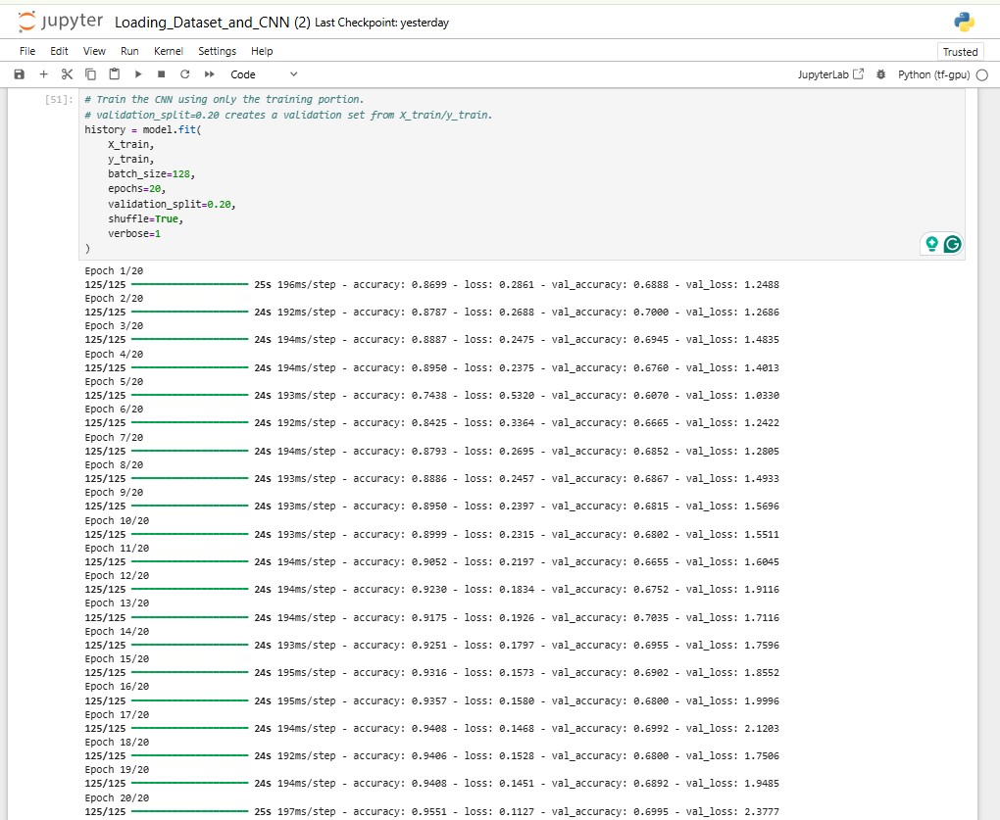 jupyter Loading_Dataset_and_CNN (2) Last Checkpoint: yesterday
File Edit View Run Kernel Settings Help Trusted
Code JupyterLab Python (tf-gpu)
[51]: # Train the CNN using only the training portion.
# validation_split=0.20 creates a validation set from X_train/y_train.
history = model.fit(
    X_train,
    y_train,
    batch_size=128,
    epochs=20,
    validation_split=0.20,
    shuffle=True,
    verbose=1
)
Epoch 1/20
125/125 25s 196ms/step - accuracy: 0.8699 - loss: 0.2861 - val_accuracy: 0.6888 - val_loss: 1.2488
Epoch 2/20
125/125 24s 192ms/step - accuracy: 0.8787 - loss: 0.2688 - val_accuracy: 0.7000 - val_loss: 1.2686
Epoch 3/20
125/125 24s 194ms/step - accuracy: 0.8887 - loss: 0.2475 - val_accuracy: 0.6945 - val_loss: 1.4835
Epoch 4/20
125/125 24s 194ms/step - accuracy: 0.8950 - loss: 0.2375 - val_accuracy: 0.6760 - val_loss: 1.4013
Epoch 5/20
125/125 24s 193ms/step - accuracy: 0.7438 - loss: 0.5320 - val_accuracy: 0.6070 - val_loss: 1.0330
Epoch 6/20
125/125 24s 192ms/step - accuracy: 0.8425 - loss: 0.3364 - val_accuracy: 0.6665 - val_loss: 1.2422
Epoch 7/20
125/125 24s 194ms/step - accuracy: 0.8793 - loss: 0.2695 - val_accuracy: 0.6852 - val_loss: 1.2805
Epoch 8/20
125/125 24s 193ms/step - accuracy: 0.8886 - loss: 0.2457 - val_accuracy: 0.6867 - val_loss: 1.4933
Epoch 9/20
125/125 24s 193ms/step - accuracy: 0.8950 - loss: 0.2397 - val_accuracy: 0.6815 - val_loss: 1.5696
Epoch 10/20
125/125 24s 193ms/step - accuracy: 0.8999 - loss: 0.2315 - val_accuracy: 0.6802 - val_loss: 1.5511
Epoch 11/20
125/125 24s 194ms/step - accuracy: 0.9052 - loss: 0.2197 - val_accuracy: 0.6655 - val_loss: 1.6045
Epoch 12/20
125/125 24s 194ms/step - accuracy: 0.9230 - loss: 0.1834 - val_accuracy: 0.6752 - val_loss: 1.9116
Epoch 13/20
125/125 24s 194ms/step - accuracy: 0.9175 - loss: 0.1926 - val_accuracy: 0.7035 - val_loss: 1.7116
Epoch 14/20
125/125 24s 193ms/step - accuracy: 0.9251 - loss: 0.1797 - val_accuracy: 0.6955 - val_loss: 1.7596
Epoch 15/20
125/125 24s 195ms/step - accuracy: 0.9316 - loss: 0.1573 - val_accuracy: 0.6902 - val_loss: 1.8552
Epoch 16/20
125/125 24s 195ms/step - accuracy: 0.9357 - loss: 0.1580 - val_accuracy: 0.6800 - val_loss: 1.9996
Epoch 17/20
125/125 24s 194ms/step - accuracy: 0.9408 - loss: 0.1468 - val_accuracy: 0.6992 - val_loss: 2.1203
Epoch 18/20
125/125 24s 192ms/step - accuracy: 0.9406 - loss: 0.1528 - val_accuracy: 0.6800 - val_loss: 1.7506
Epoch 19/20
125/125 24s 194ms/step - accuracy: 0.9408 - loss: 0.1451 - val_accuracy: 0.6892 - val_loss: 1.9485
Epoch 20/20
125/125 25s 197ms/step - accuracy: 0.9551 - loss: 0.1127 - val_accuracy: 0.6995 - val_loss: 2.3777